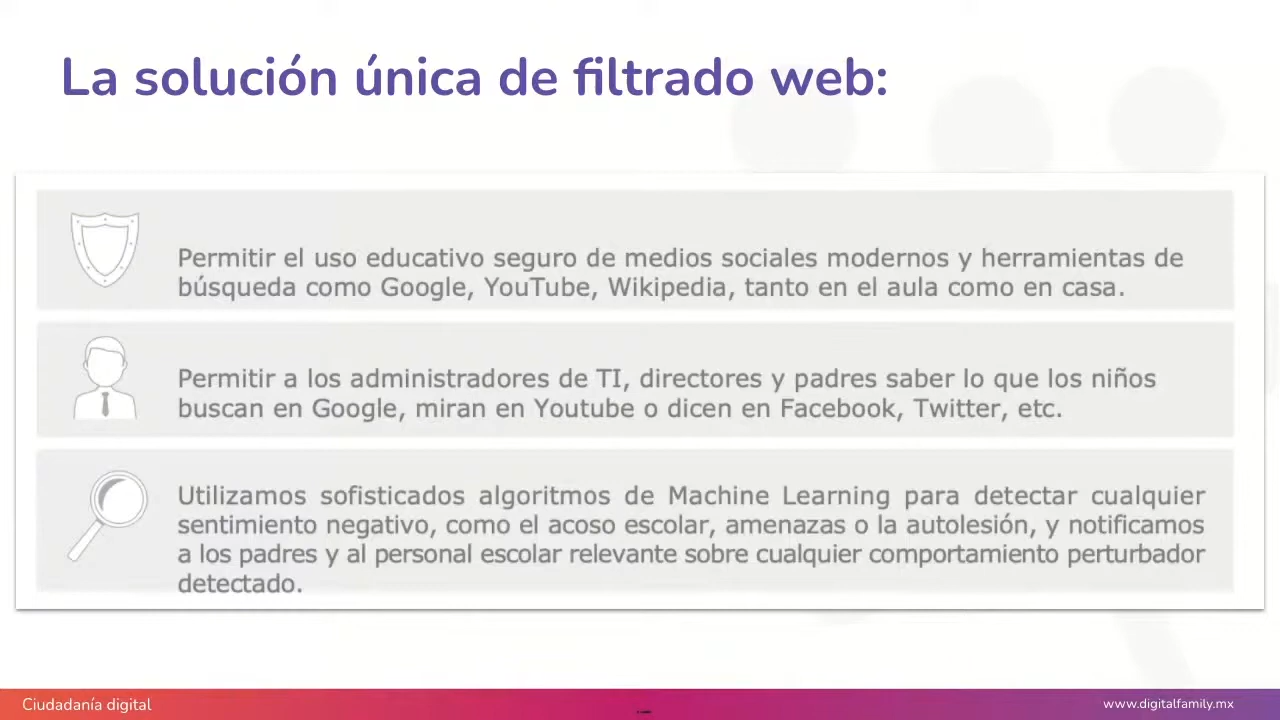 La solución única de filtrado web:
Permitir el uso educativo seguro de medios sociales modernos y herramientas de
búsqueda como Google, YouTube, Wikipedia, tanto en el aula como en casa.
Permitir a los administradores de TI, directores y padres saber lo que los niños
buscan en Google, miran en Youtube o dicen en Facebook, Twitter, etc.
Utilizamos sofisticados algoritmos de Machine Learning para detectar cualquier
sentimiento negativo, como el acoso escolar, amenazas o la autolesión, y notificamos
a los padres y al personal escolar relevante sobre cualquier comportamiento perturbador
detectado.
Ciudadanía digital
www.digitalfamily.mx